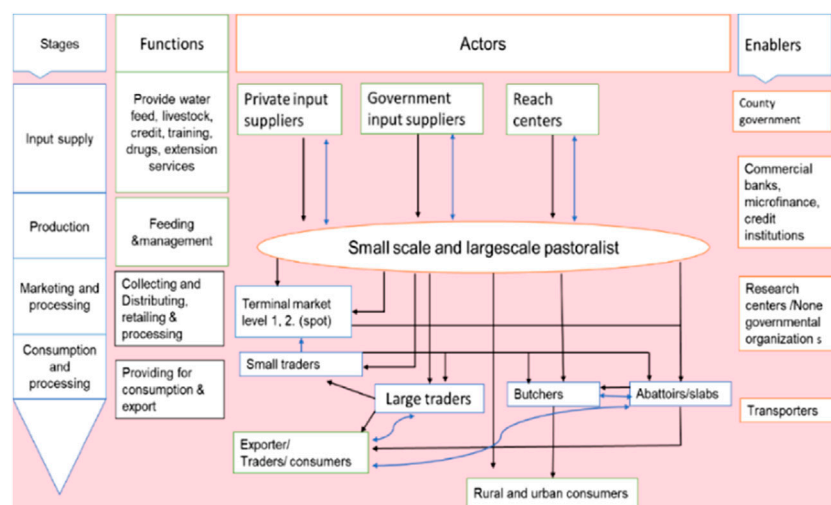 Stages
Functions
Actors
Enablers
Input supply
Provide water
feed, livestock,
credit, training,
drugs, extension
services
Private input
suppliers
Government
input suppliers
Reach
centers
County
government
Commercial
banks,
microfinance,
credit
institutions
Production
Feeding
&management
Small scale and largescale pastoralist
Marketing and
processing
Collecting and
Distributing,
retailing &
processing
Terminal market
level 1, 2. (spot)
Research
centers /None
governmental
organization s
Consumption
and
processing
Providing for
consumption &
export
Small traders
Large traders
Butchers
Abattoirs/slabs
Transporters
Exporter/
Traders/ consumers
Rural and urban consumers